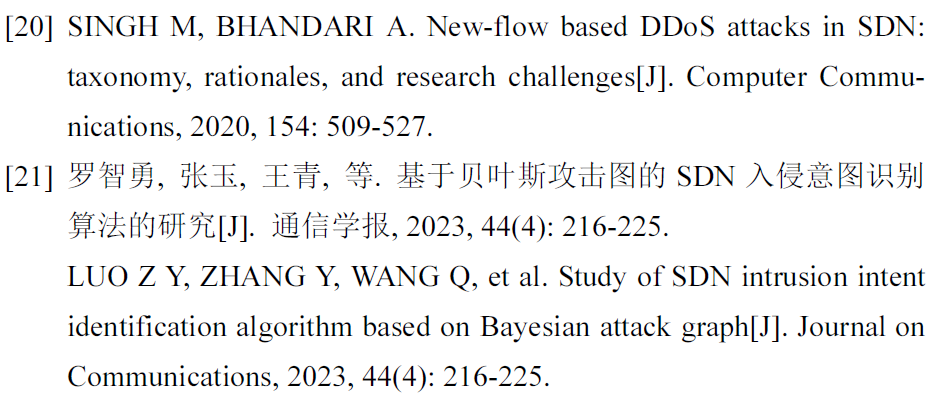 [20] SINGH M, BHANDARI A. New-flow based DDoS attacks in SDN:
taxonomy, rationales, and research challenges[J]. Computer Commu-
nications, 2020, 154: 509-527.
[21] 罗智勇, 张玉, 王青, 等. 基于贝叶斯攻击图的 SDN 入侵意图识别
算法的研究[J]. 通信学报, 2023, 44(4): 216-225.
LUO Z Y, ZHANG Y, WANG Q, et al. Study of SDN intrusion intent
identification algorithm based on Bayesian attack graph[J]. Journal on
Communications, 2023, 44(4): 216-225.